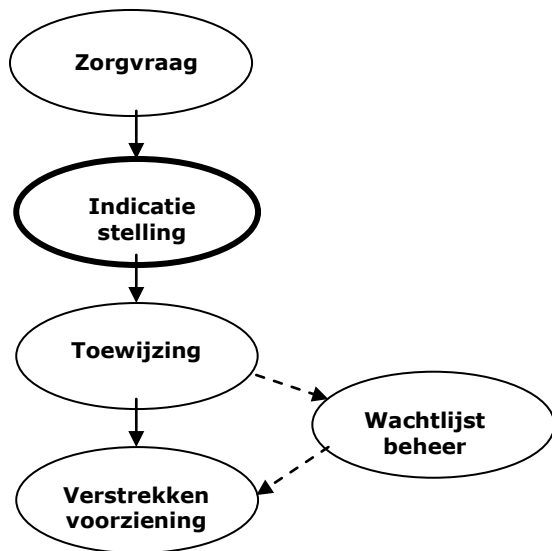 Zorgvraag
Indicatie
stelling
Toewijzing
Wachtlijst
beheer
Verstrekken
voorziening